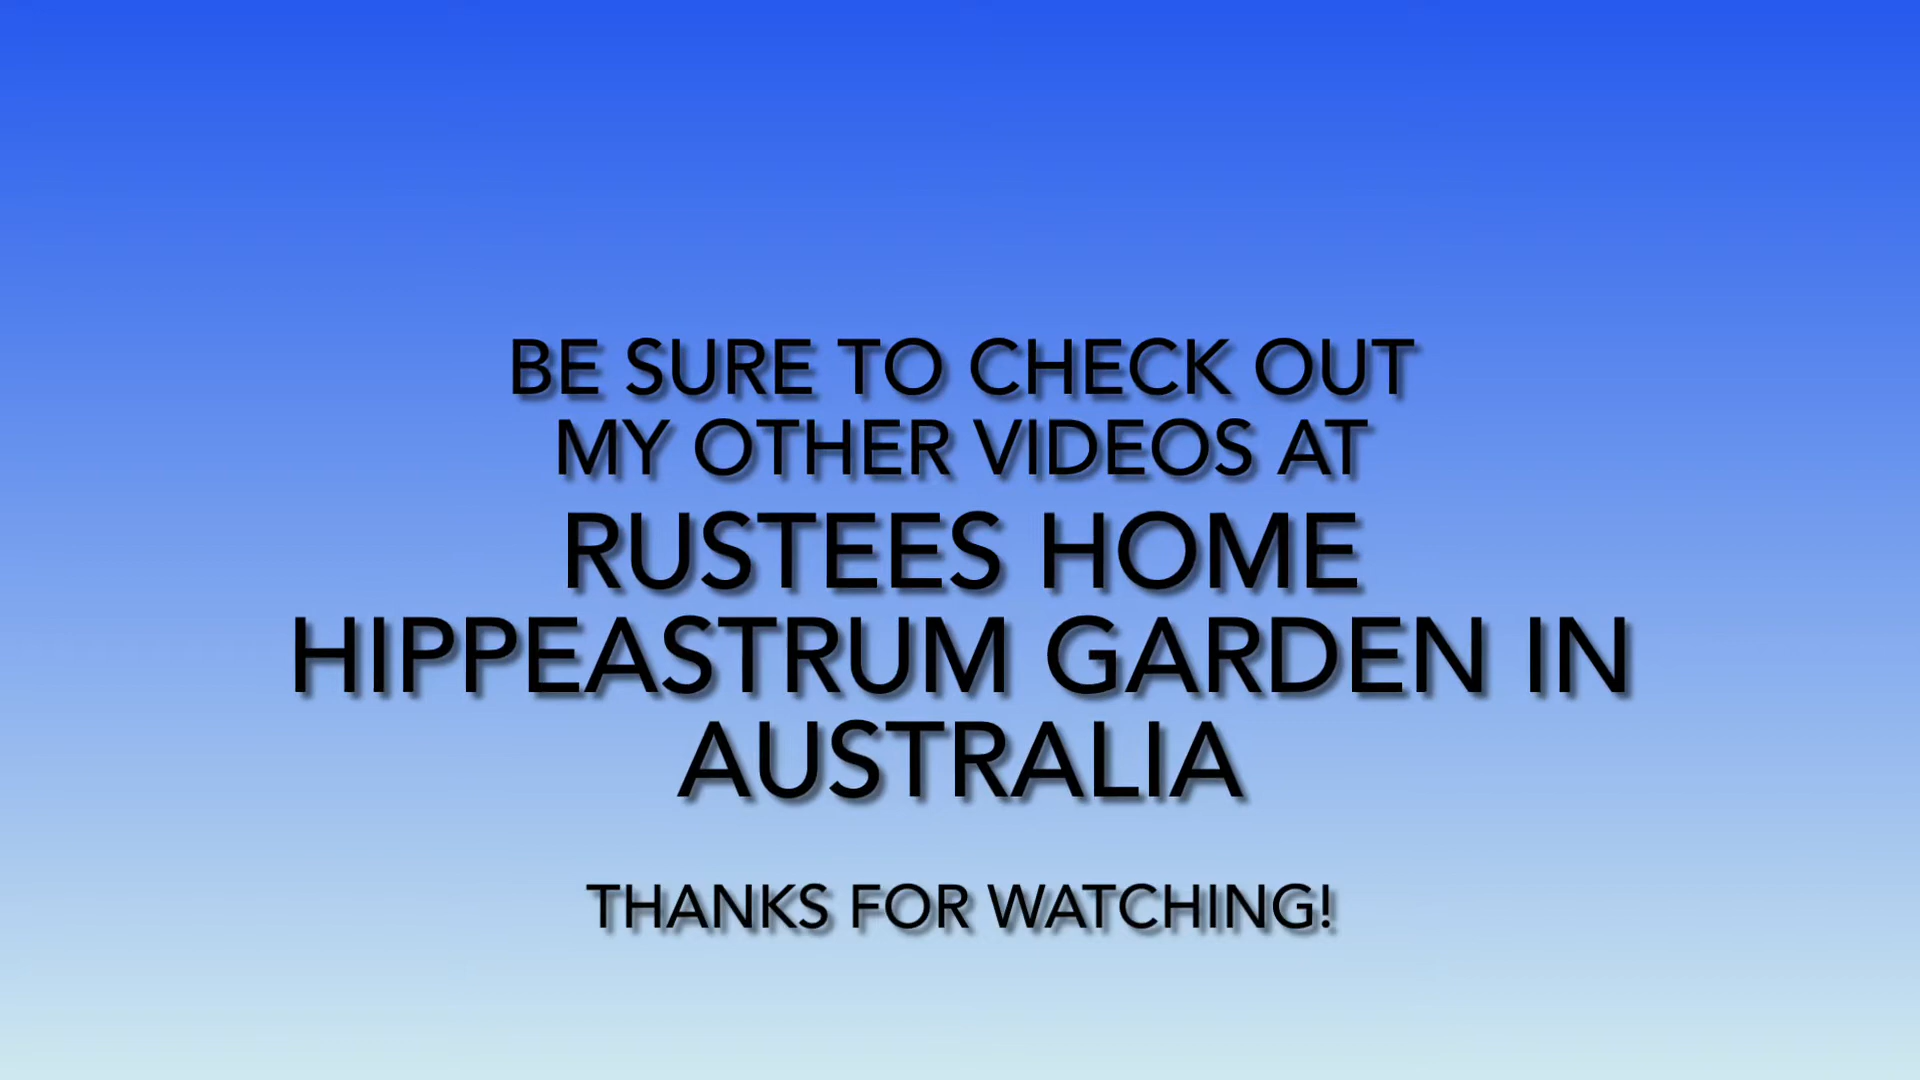 BE SURE TO CHECK OUT
MY OTHER VIDEOS AT
RUSTEES HOME
HIPPEASTRUM GARDEN IN
AUSTRALIA
THANKS FOR WATCHING!